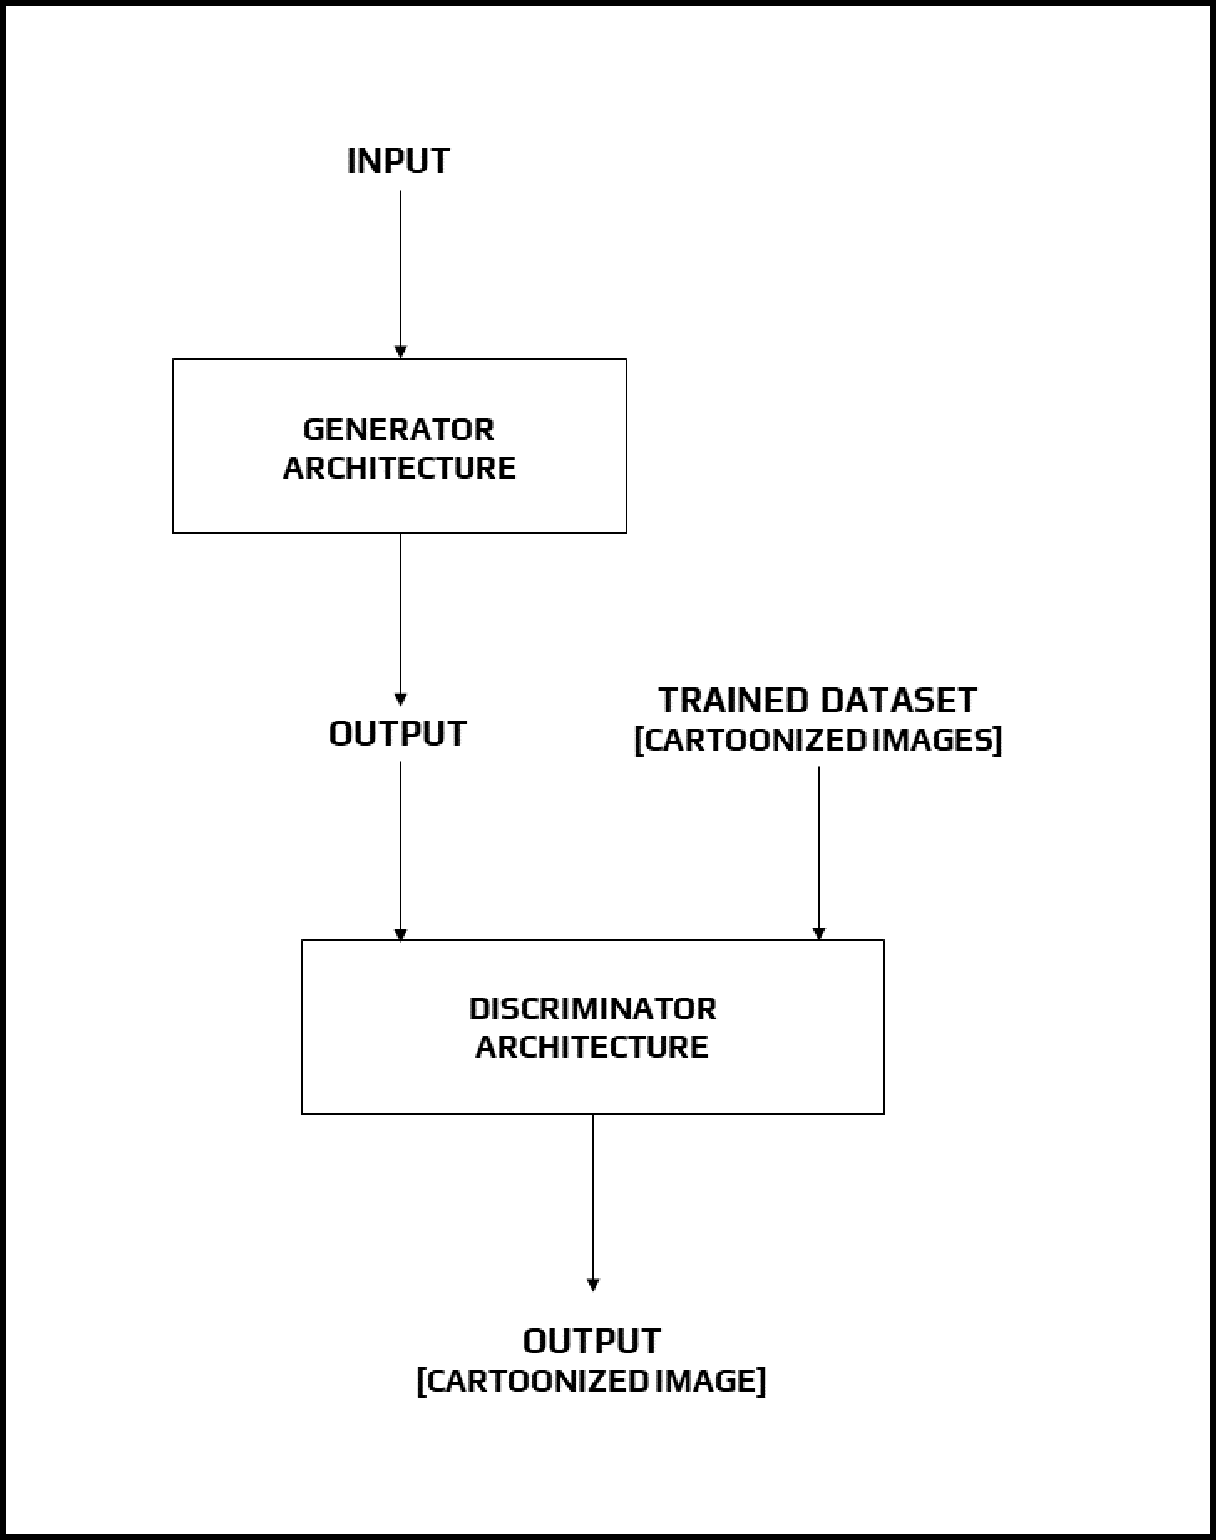 INPUT
GENERATOR
ARCHITECTURE
OUTPUT
TRAINED DATASET
[CARTOONIZED IMAGES]
DISCRIMINATOR
ARCHITECTURE
OUTPUT
[CARTOONIZED IMAGE]